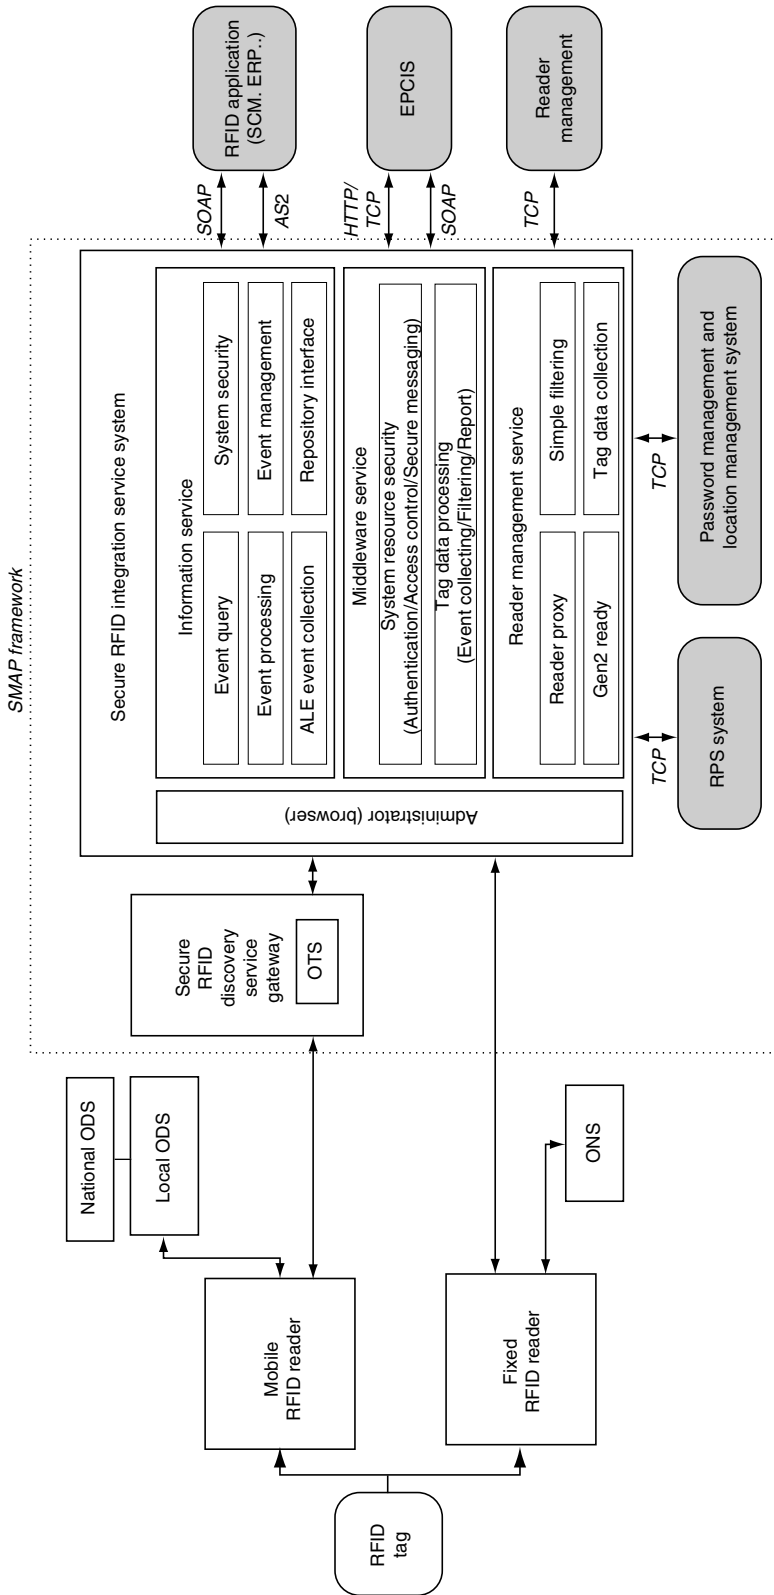 SMAP framework
RFID
tag
Mobile
RFID reader
Fixed
RFID reader
National ODS
Local ODS
ONS
Secure
RFID
discovery
service
gateway
OTS
Secure RFID integration service system
Administrator (browser)
Information service
Event query
System security
Event processing
Event management
ALE event collection
Repository interface
Middleware service
System resource security
(Authentication/Access control/Secure messaging)
Tag data processing
(Event collecting/Filtering/Report)
Reader management service
Reader proxy
Simple filtering
Gen2 ready
Tag data collection
SOAP
AS2
RFID application
(SCM. ERP..)
HTTP/
TCP
SOAP
EPCIS
TCP
Reader
management
TCP
RPS system
TCP
Password management and
location management system